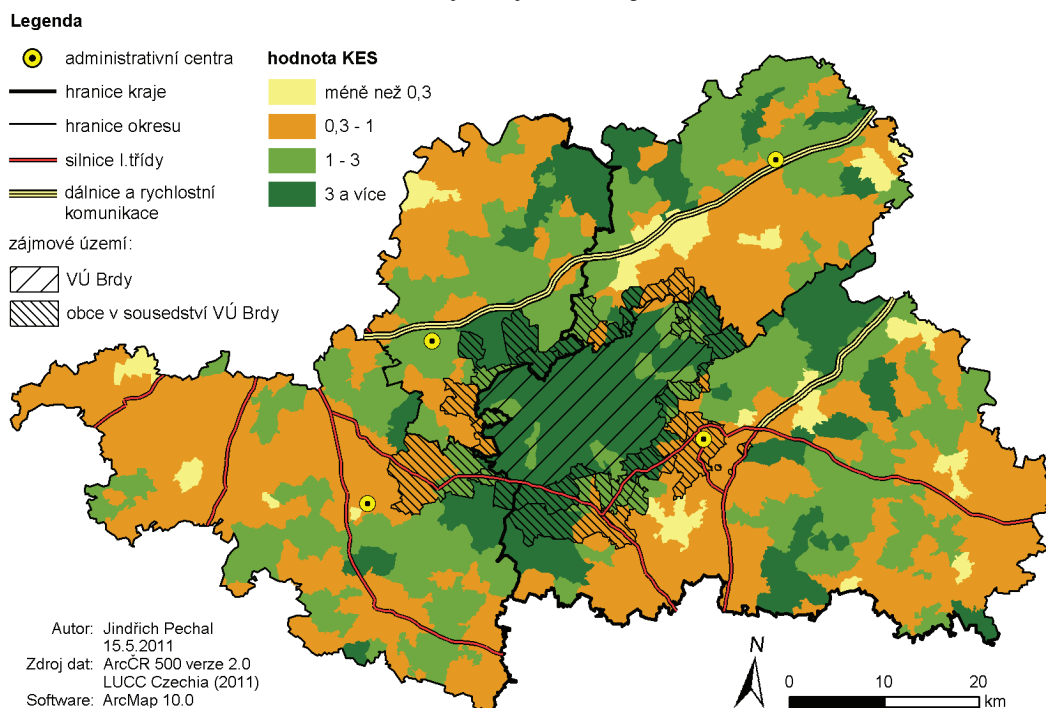 Legenda
administrativní centra
hranice kraje
hranice okresu
silnice I.třídy
dálnice a rychlostní
komunikace
zájmové území:
VÚ Brdy
obce v sousedství VÚ Brdy
hodnota KES
méně než 0,3
0,3 - 1
1 - 3
3 a více
Autor: Jindřich Pechal
15.5.2011
Zdroj dat: ArcČR 500 verze 2.0
LUCC Czechia (2011)
Software: ArcMap 10.0
N
0 10 20
km